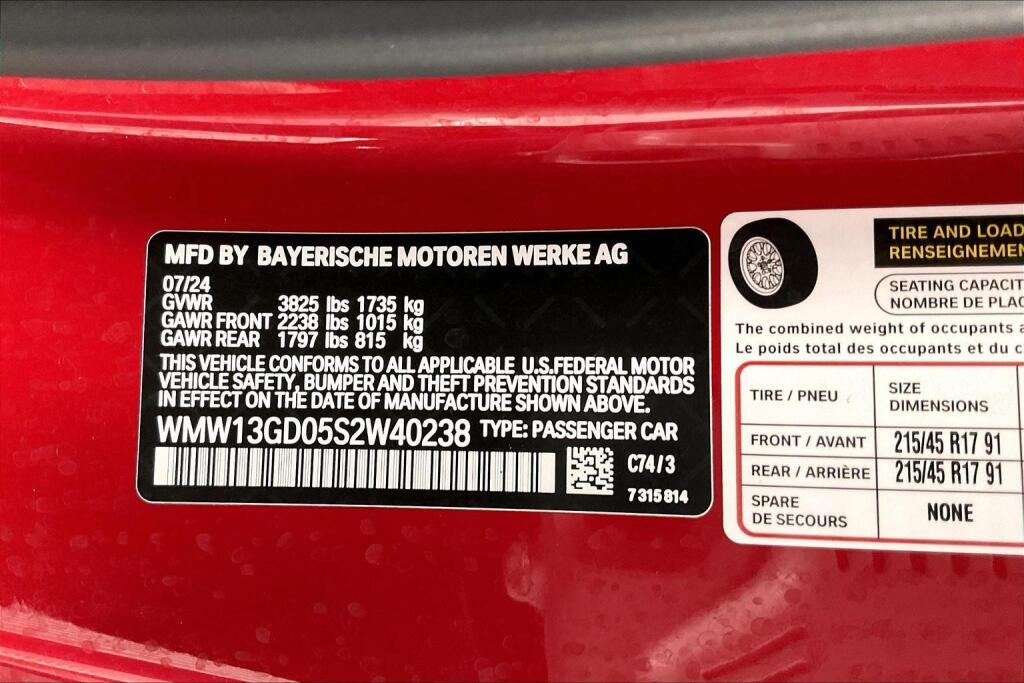 MFD BY BAYERISCHE MOTOREN WERKE AG
07/24
GVWR 3825 lbs 1735 kg
GAWR FRONT 2238 lbs 1015 kg
GAWR REAR 1797 lbs 815 kg
THIS VEHICLE CONFORMS TO ALL APPLICABLE U.S.FEDERAL MOTOR
VEHICLE SAFETY, BUMPER AND THEFT PREVENTION STANDARDS
IN EFFECT ON THE DATE OF MANUFACTURE SHOWN ABOVE.
WMW13GD05S2W40238 TYPE: PASSENGER CAR
C74/3
7315814
TIRE AND LOAD
RENSEIGNEMEN
SEATING CAPACIT
NOMBRE DE PLAC
The combined weight of occupants a
Le poids total des occupants et du c
TIRE / PNEU
SIZE
DIMENSIONS
FRONT / AVANT 215/45 R17 91
REAR / ARRIÈRE 215/45 R17 91
SPARE
DE SECOURS
NONE